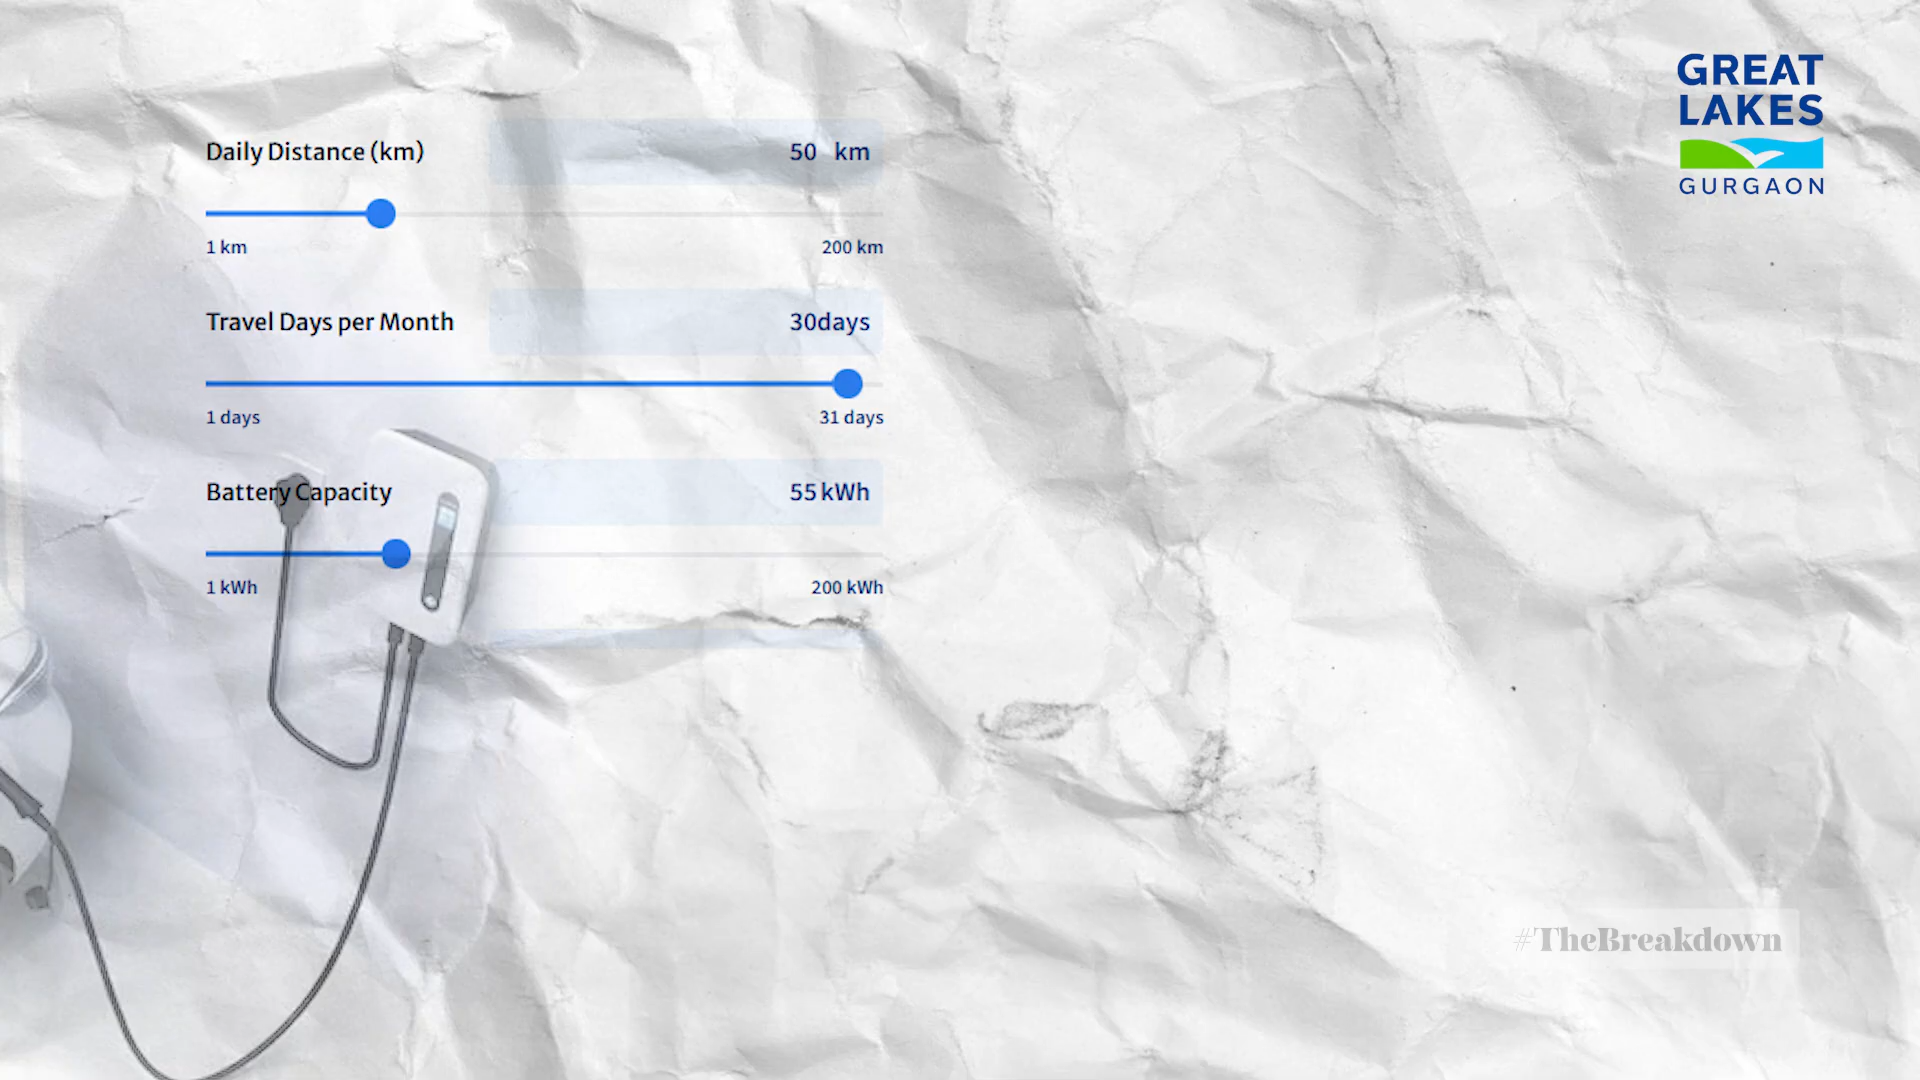 GREAT
LAKES
GURGAON
Daily Distance (km) 50 km
1 km 200 km
Travel Days per Month 30days
1 days 31 days
Battery Capacity 55 kWh
1 kWh 200 kWh
#TheBreakdown